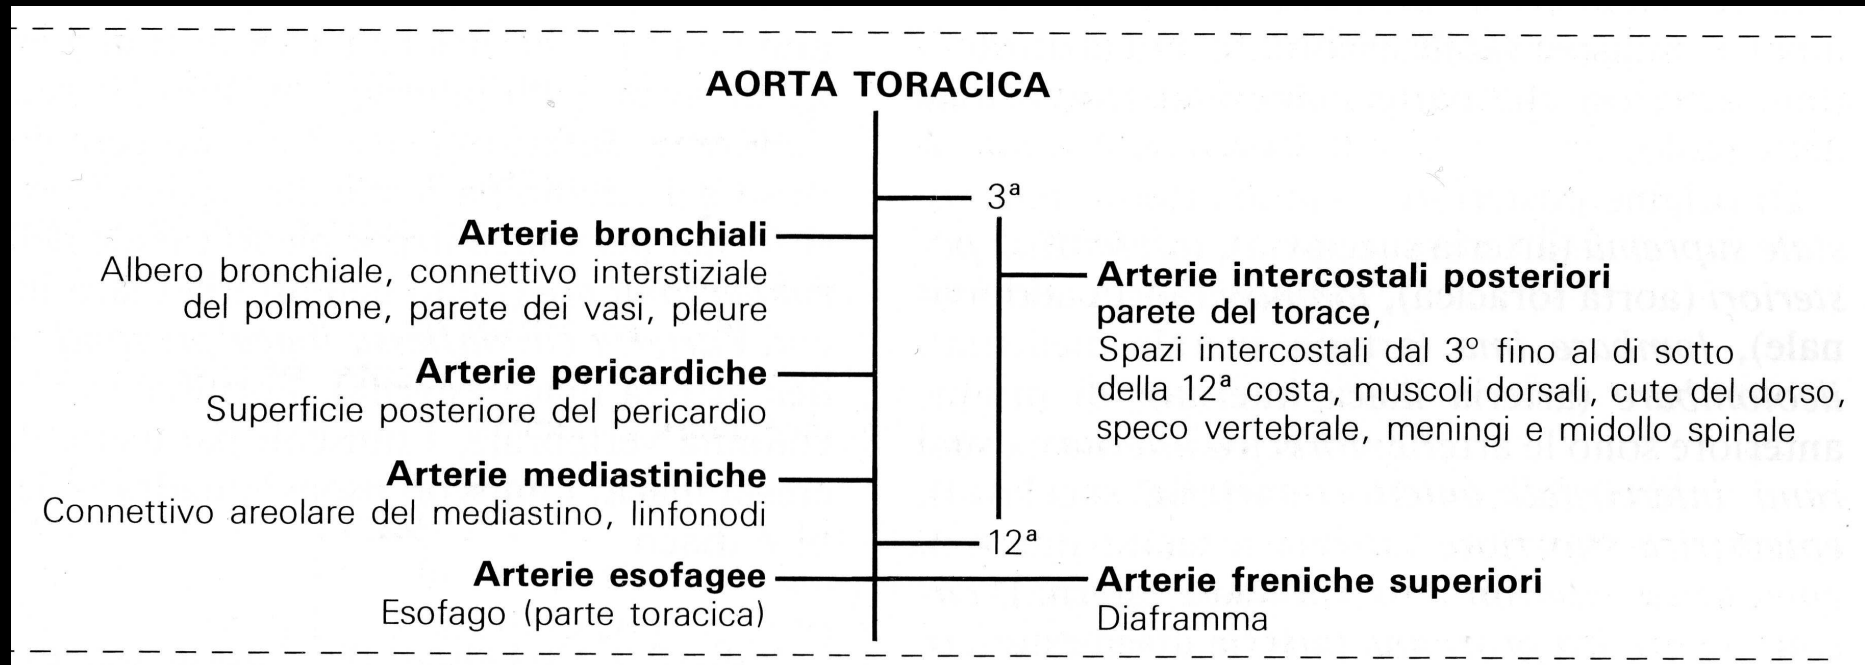 AORTA TORACICA
3ª
Arterie bronchiali
Albero bronchiale, connettivo interstiziale
del polmone, parete dei vasi, pleure
Arterie intercostali posteriori
parete del torace,
Spazi intercostali dal 3º fino al di sotto
della 12ª costa, muscoli dorsali, cute del dorso,
speco vertebrale, meningi e midollo spinale
Arterie pericardiche
Superficie posteriore del pericardio
Arterie mediastiniche
Connettivo areolare del mediastino, linfonodi
12ª
Arterie esofagee
Esofago (parte toracica)
Arterie freniche superiori
Diaframma